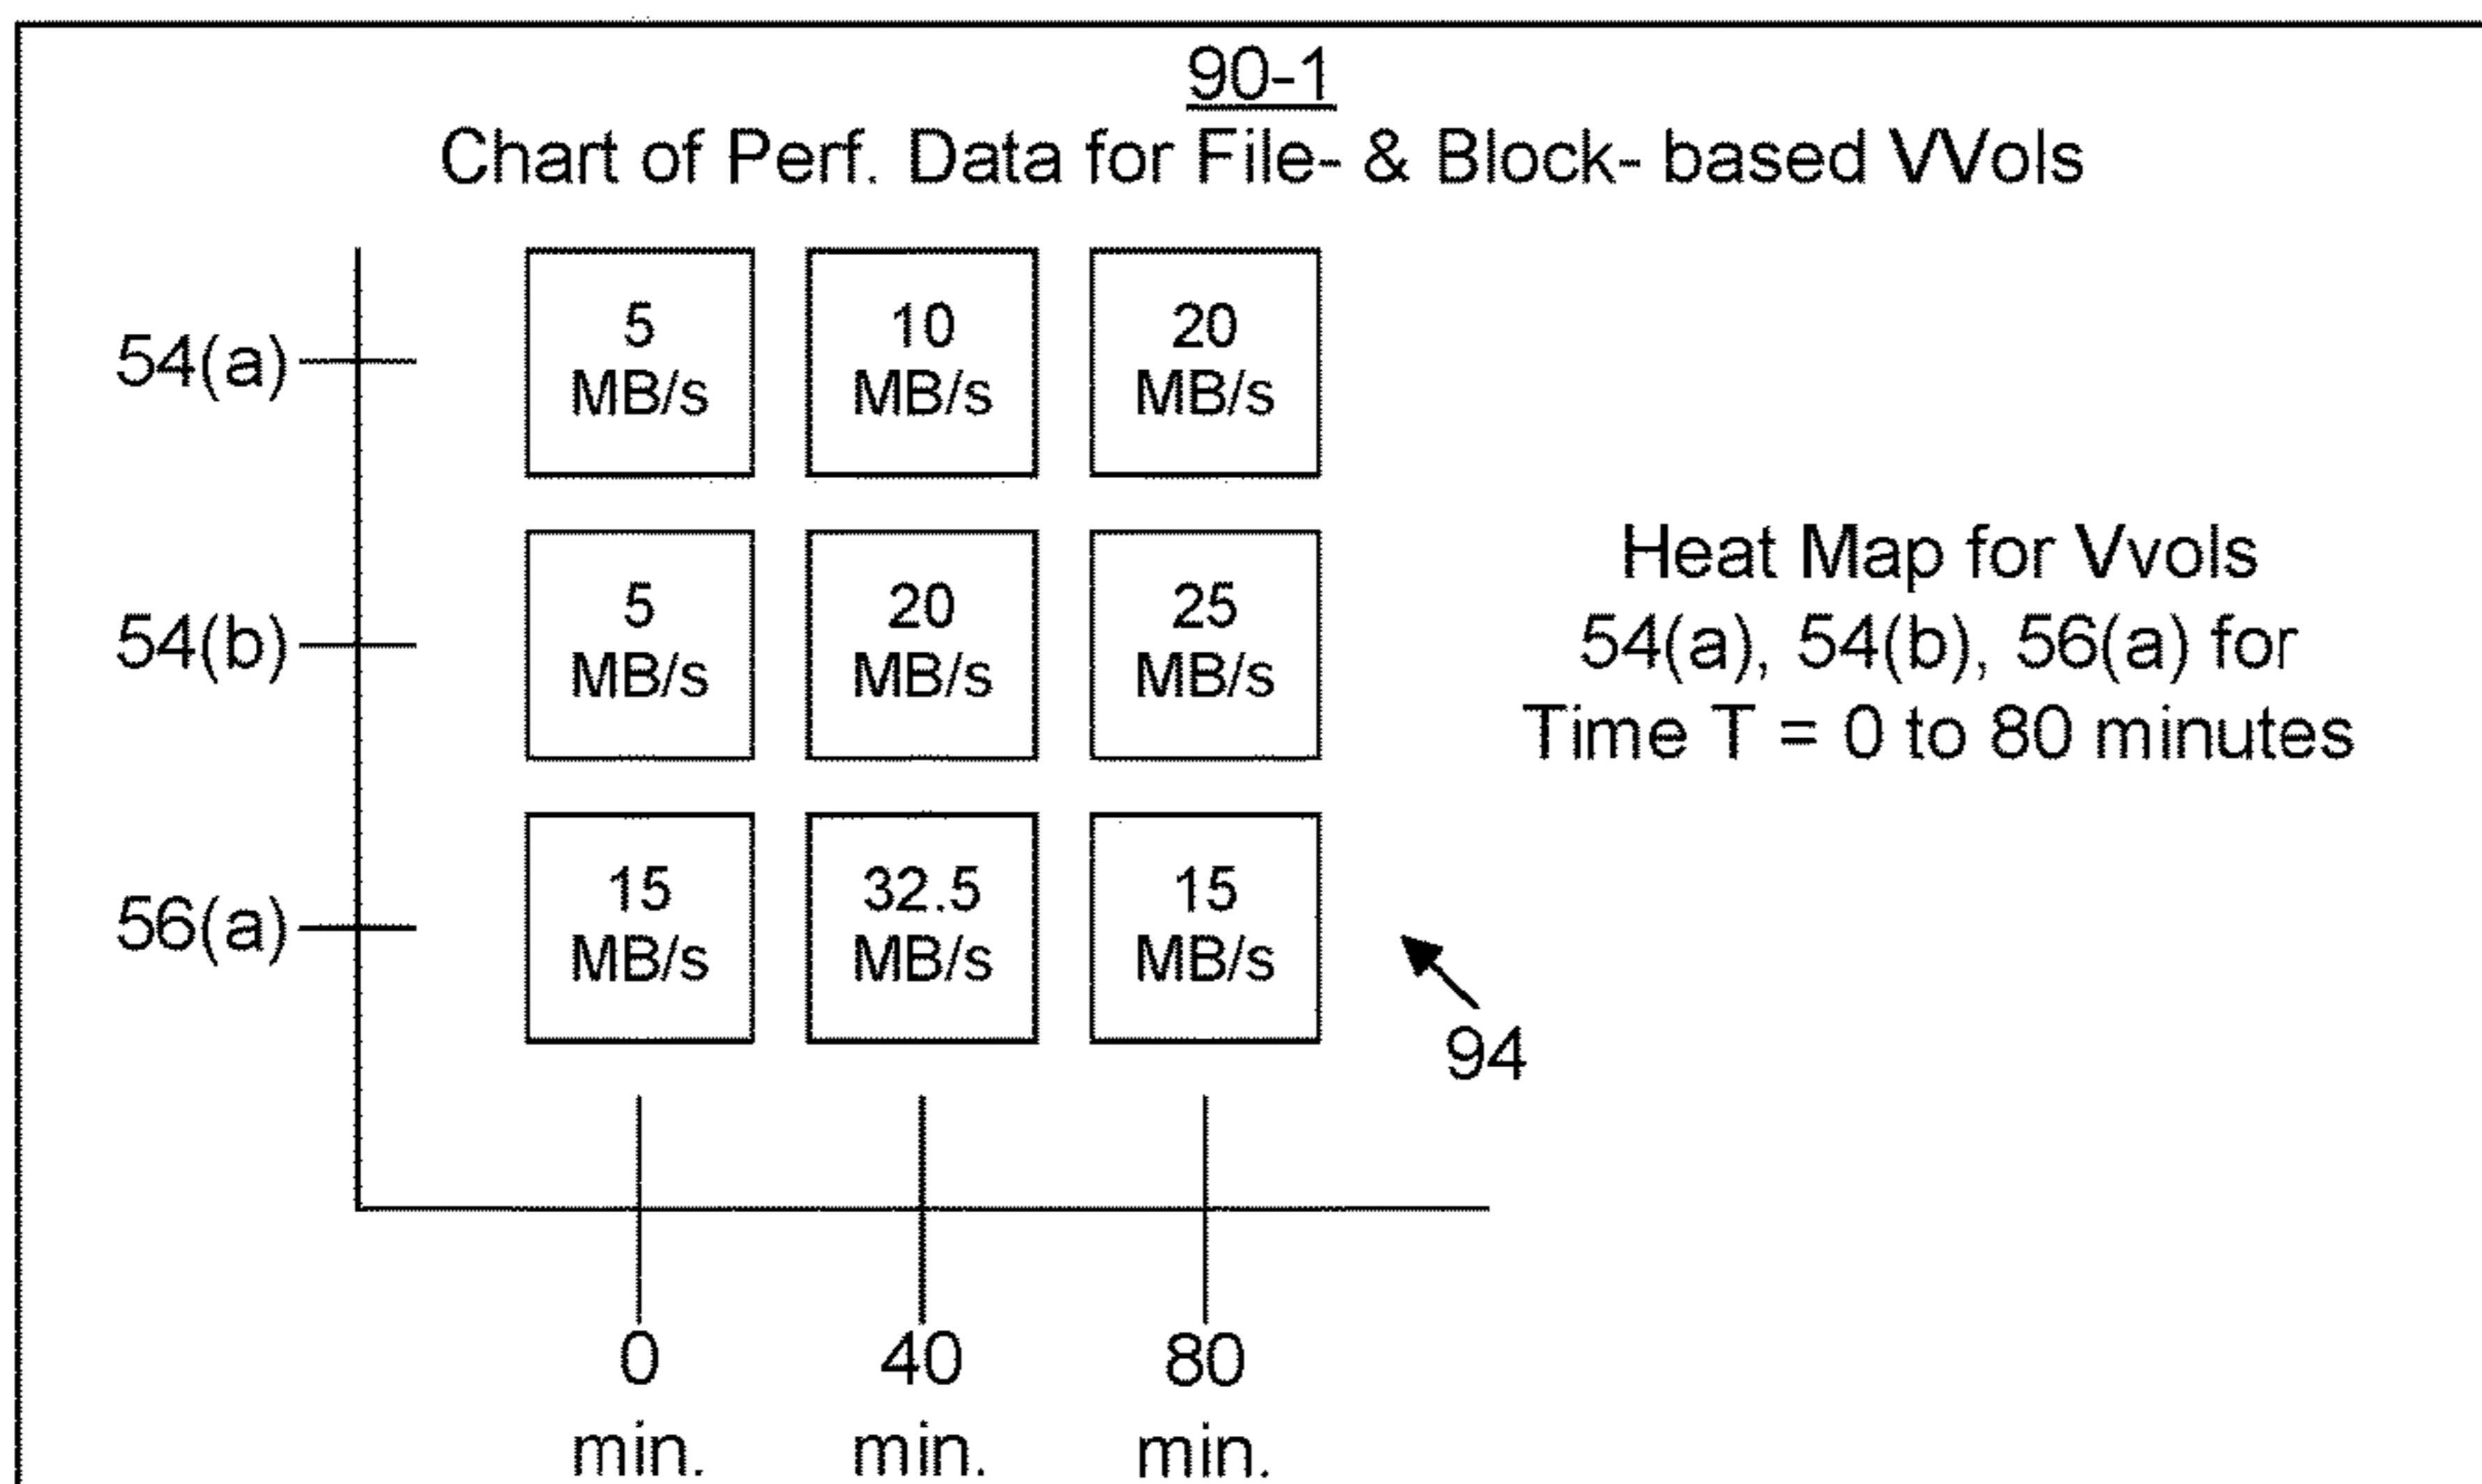 90-1
Chart of Perf. Data for File- & Block- based VVols
54(a)
5
MB/s
10
MB/s
20
MB/s
54(b)
5
MB/s
20
MB/s
25
MB/s
56(a)
15
MB/s
32.5
MB/s
15
MB/s
Heat Map for Vvols
54(a), 54(b), 56(a) for
Time T = 0 to 80 minutes
94
0
min.
40
min.
80
min.